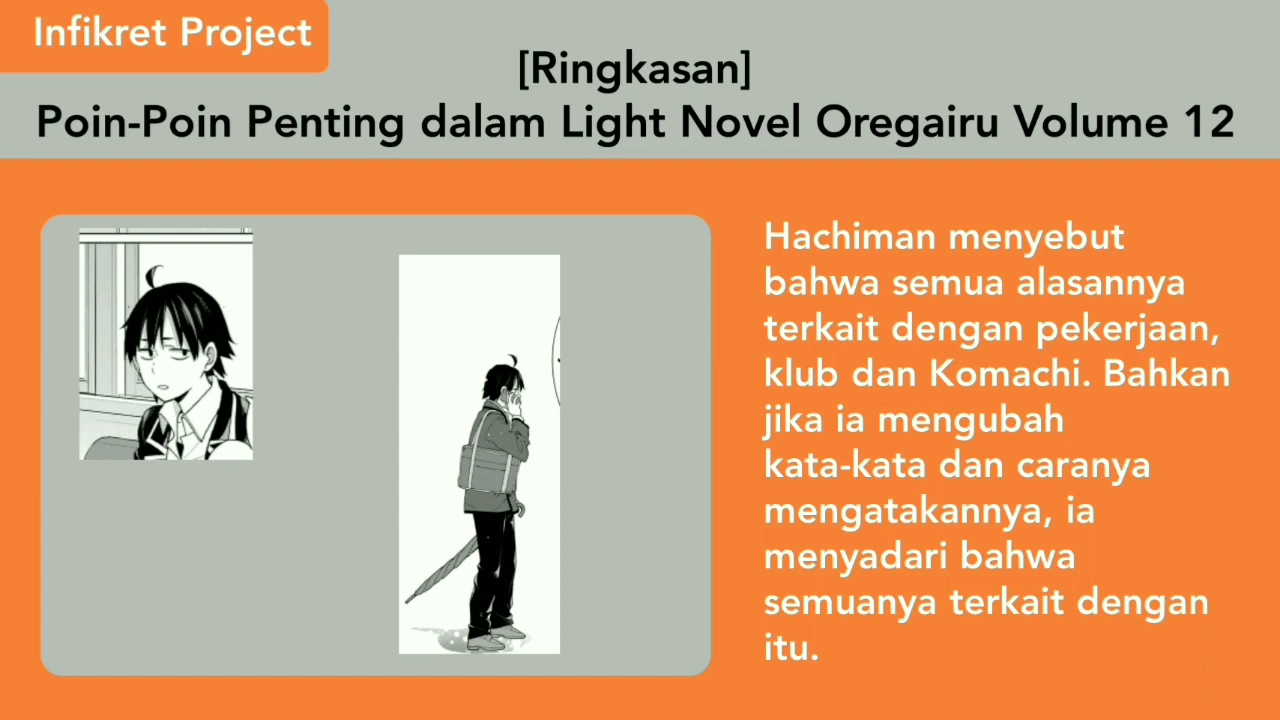 Infikret Project
[Ringkasan]
Poin-Poin Penting dalam Light Novel Oregairu Volume 12
Hachiman menyebut
bahwa semua alasannya
terkait dengan pekerjaan,
klub dan Komachi. Bahkan
jika ia mengubah
kata-kata dan caranya
mengatakannya, ia
menyadari bahwa
semuanya terkait dengan
itu.